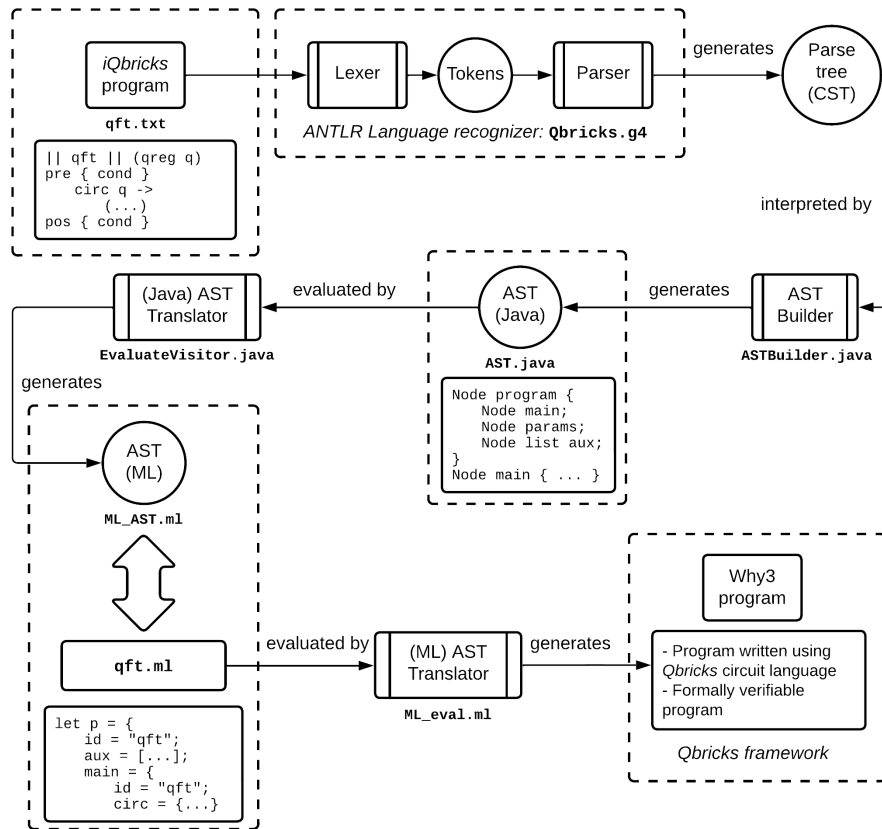 iQbricks
program
qft.txt
|| qft || (qreg q)
pre { cond }
circ q ->
(...)
pos { cond }
Lexer
Tokens
Parser
ANTLR Language recognizer: Qbricks.g4
generates
Parse
tree
(CST)
interpreted by
AST
Builder
ASTBuilder.java
generates
AST
(Java)
AST.java
Node program {
Node main;
Node params;
Node list aux;
}
Node main { ... }
evaluated by
(Java) AST
Translator
EvaluateVisitor.java
generates
AST
(ML)
ML_AST.ml
qft.ml
let p = {
id = "qft";
aux = [...];
main = {
id = "qft";
circ = {...}
evaluated by
(ML) AST
Translator
ML_eval.ml
generates
Why3
program
- Program written using
Qbricks circuit language
- Formally verifiable
program
Qbricks framework